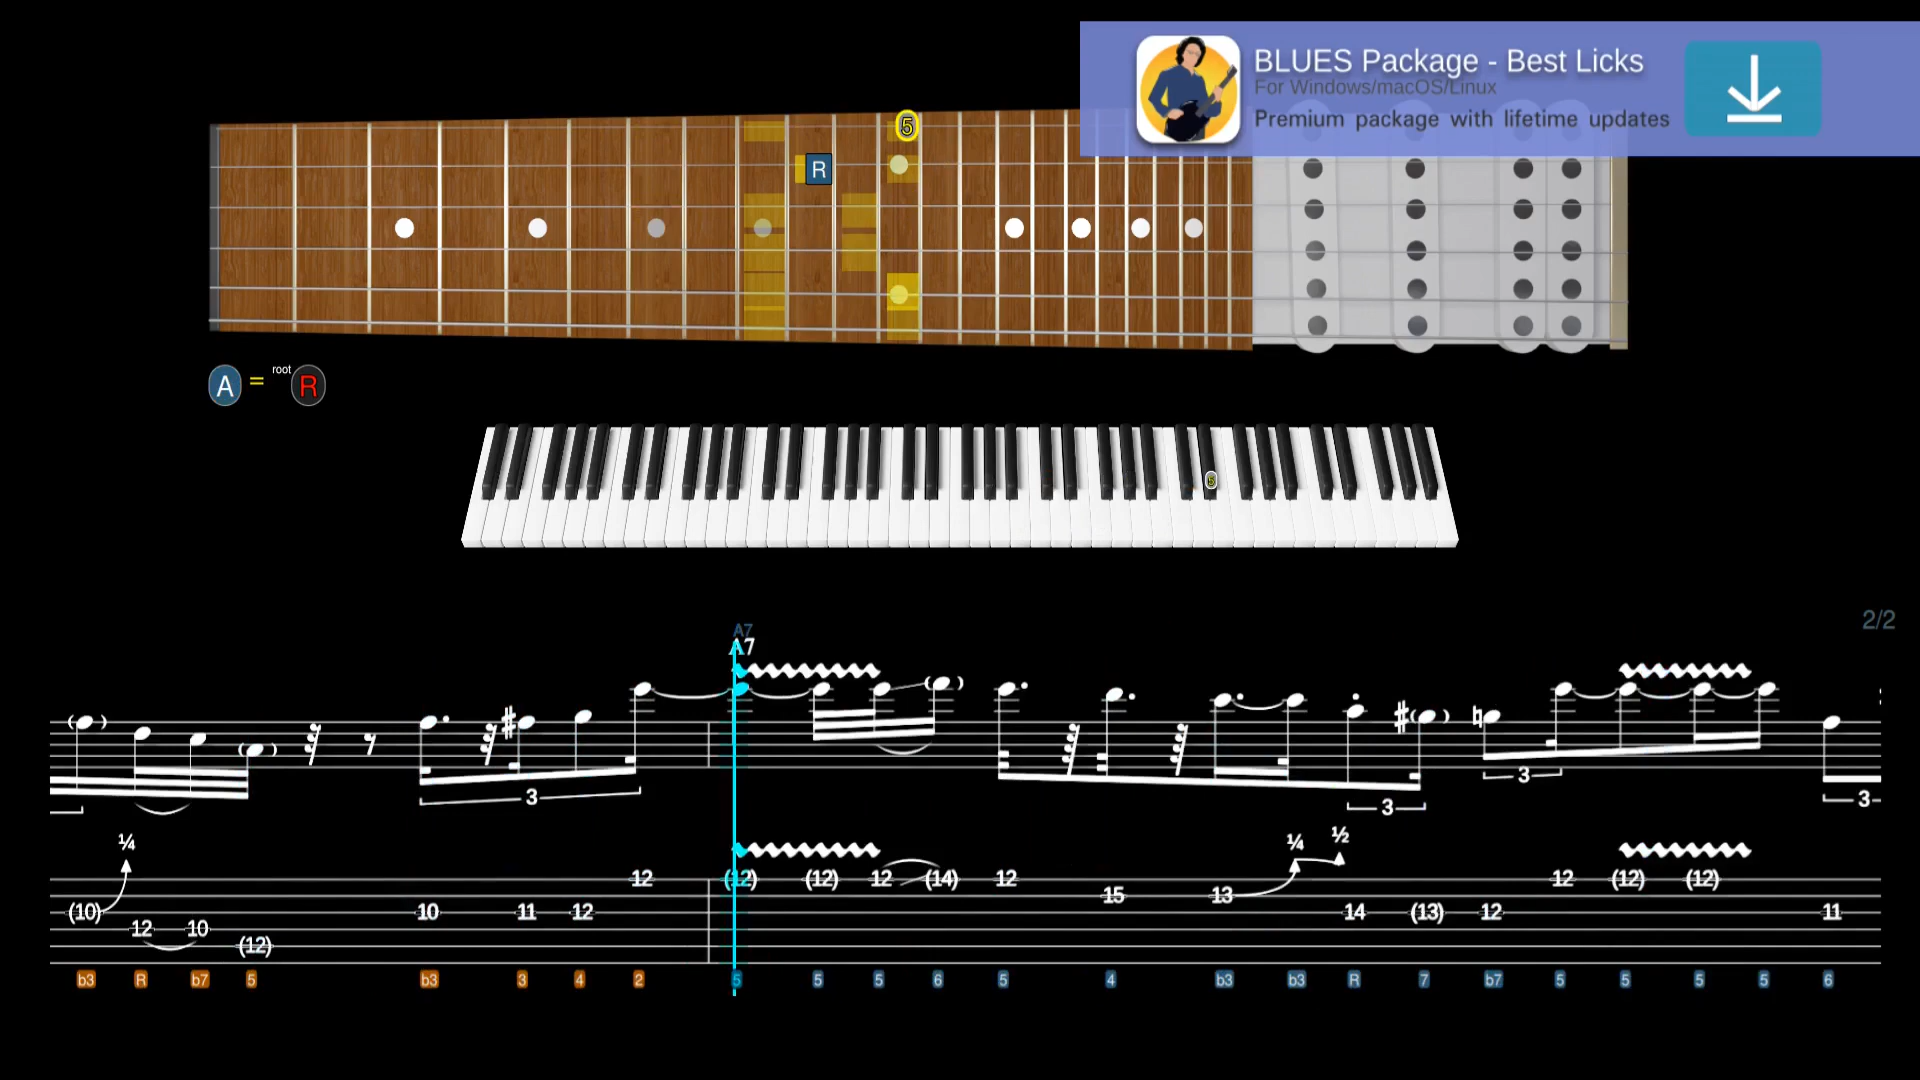 BLUES Package - Best Licks
For Windows/macOS/Linux
Premium package with lifetime updates
5
R
A = root R
5
2/2
A7
A7
3 3 3 3
¼ ¼ ½
12 (12) (12) 12 (14) 12 12 (12) (12)
15 13
(10) 10 11 12 14 (13) 12 11
12 10
(12)
b3 R b7 5 b3 3 4 2 5 5 5 6 5 4 b3 b3 R 7 b7 5 5 5 5 6